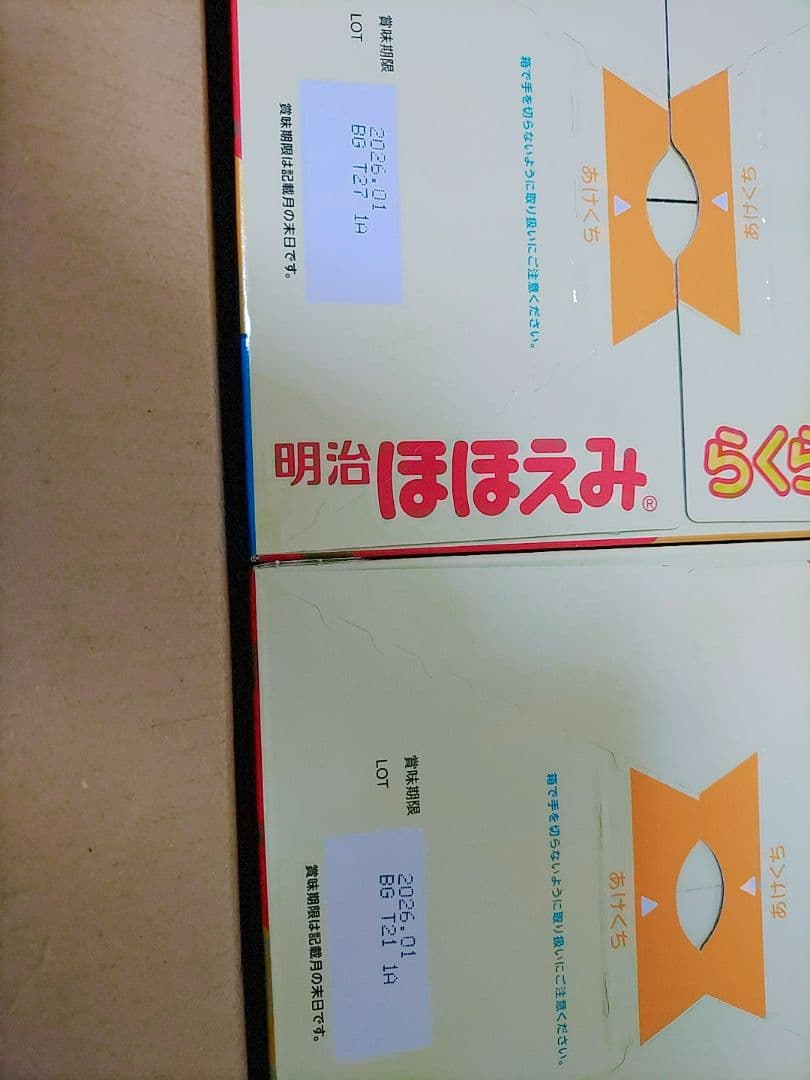 賞味期限
LOT
2026.01
BG T27 1A
賞味期限は記載月の末日です。
箱で手を切らないように取り扱いにご注意ください。
あけくち
あけくち
明治ほほえみ®
らくら
賞味期限
LOT
2026.01
BG T21 1A
賞味期限は記載月の末日です。
箱で手を切らないように取り扱いにご注意ください。
あけくち
あけくち